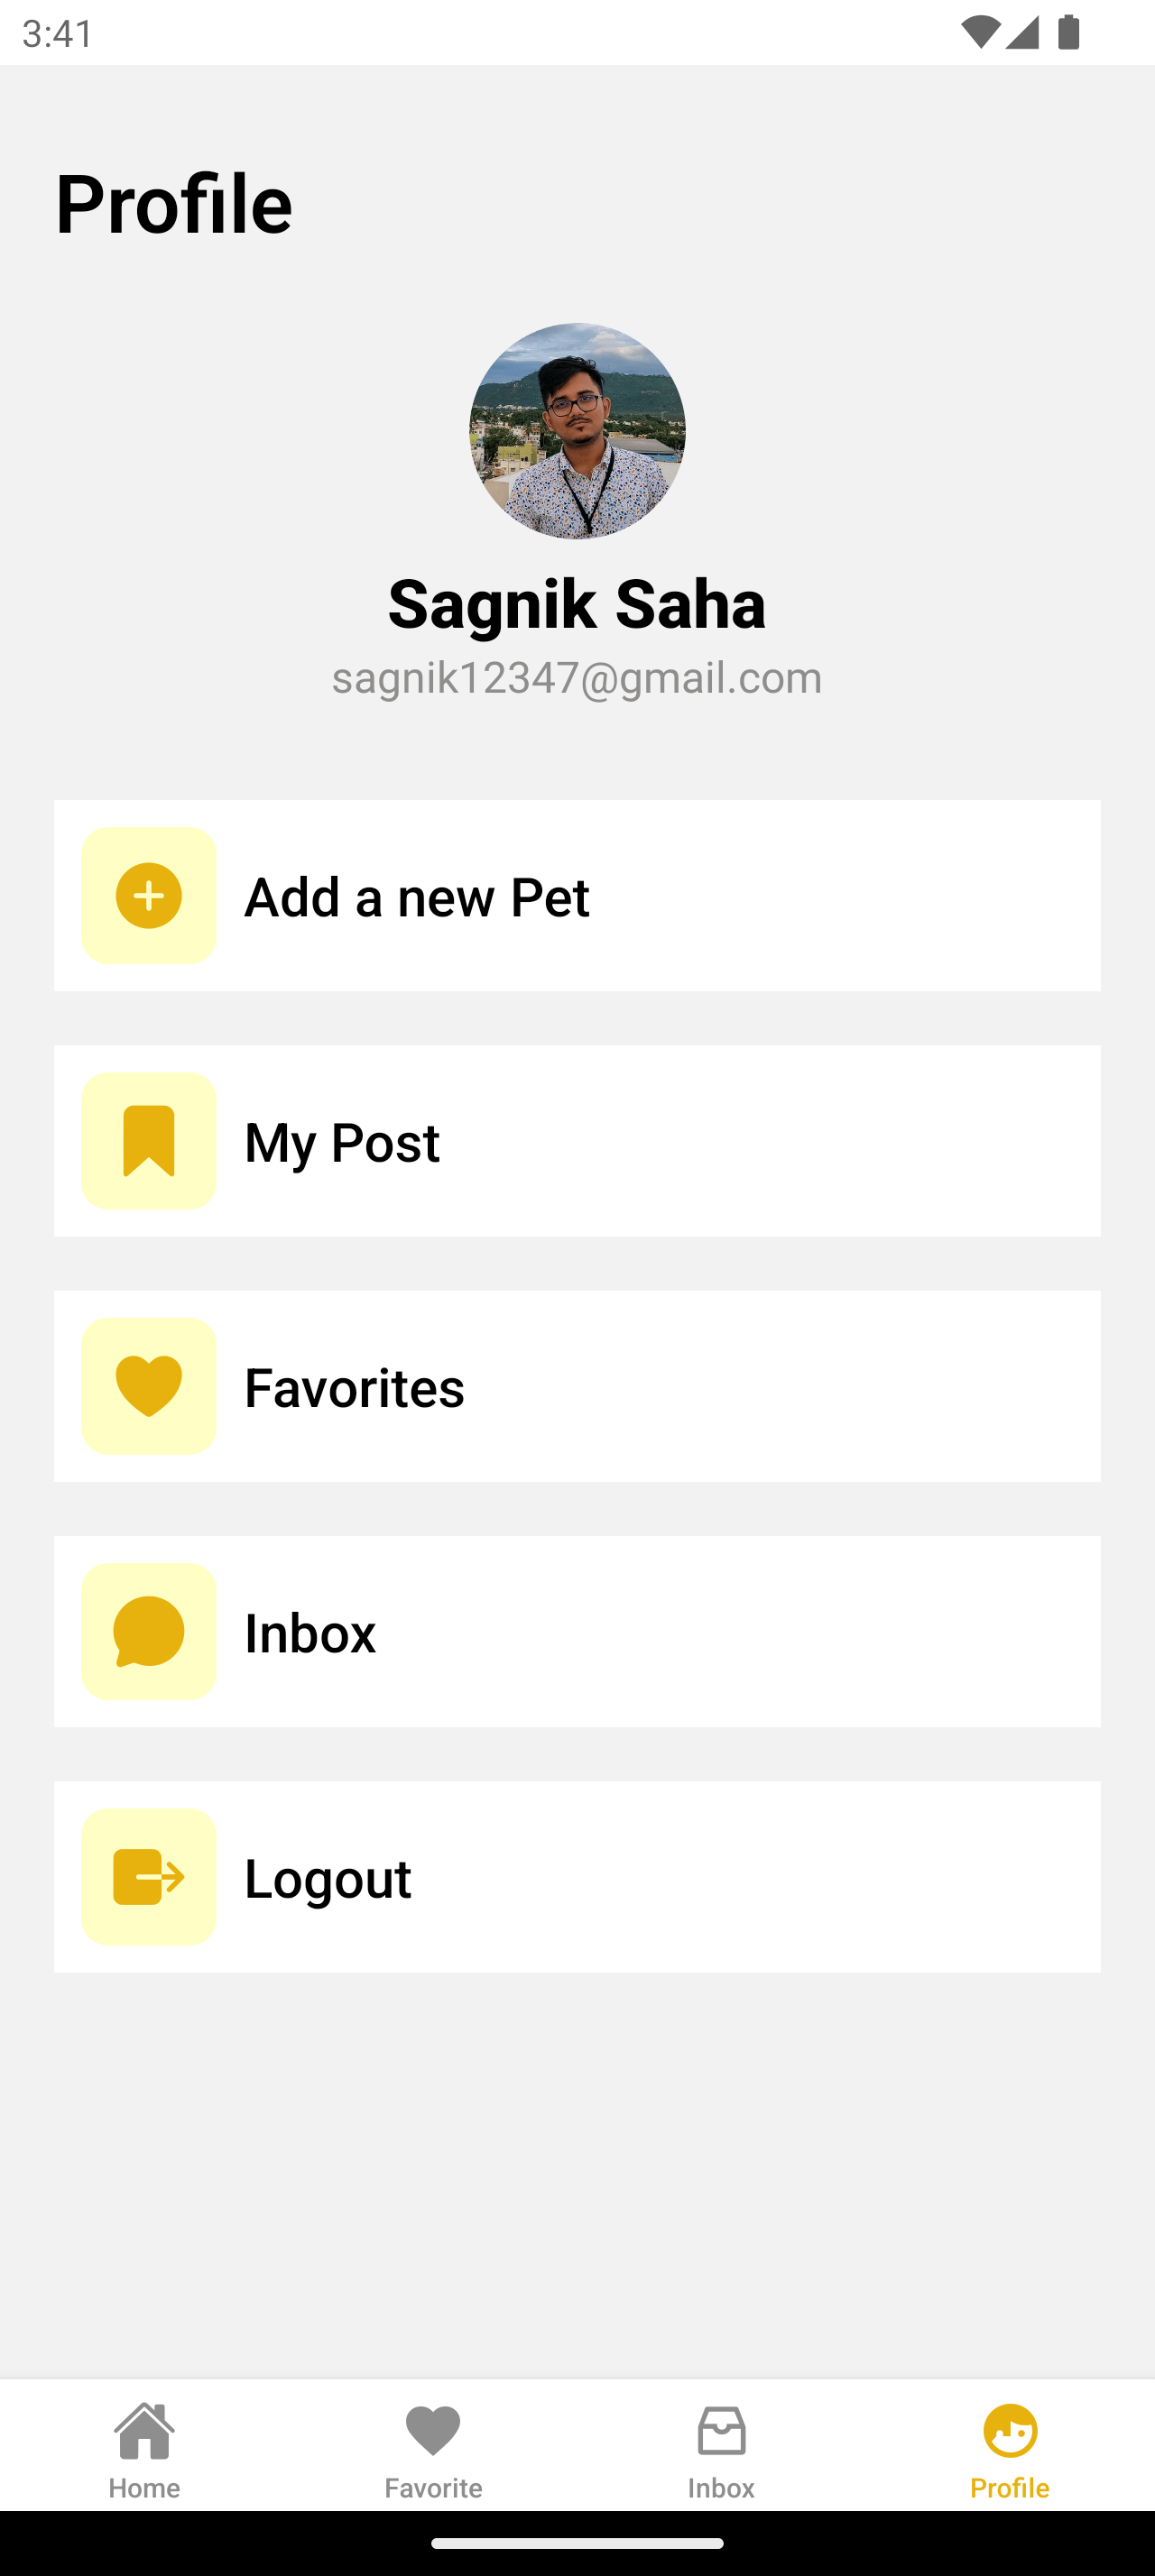 3:41
Profile
Sagnik Saha
sagnik12347@gmail.com
Add a new Pet
My Post
Favorites
Inbox
Logout
Home
Favorite
Inbox
Profile